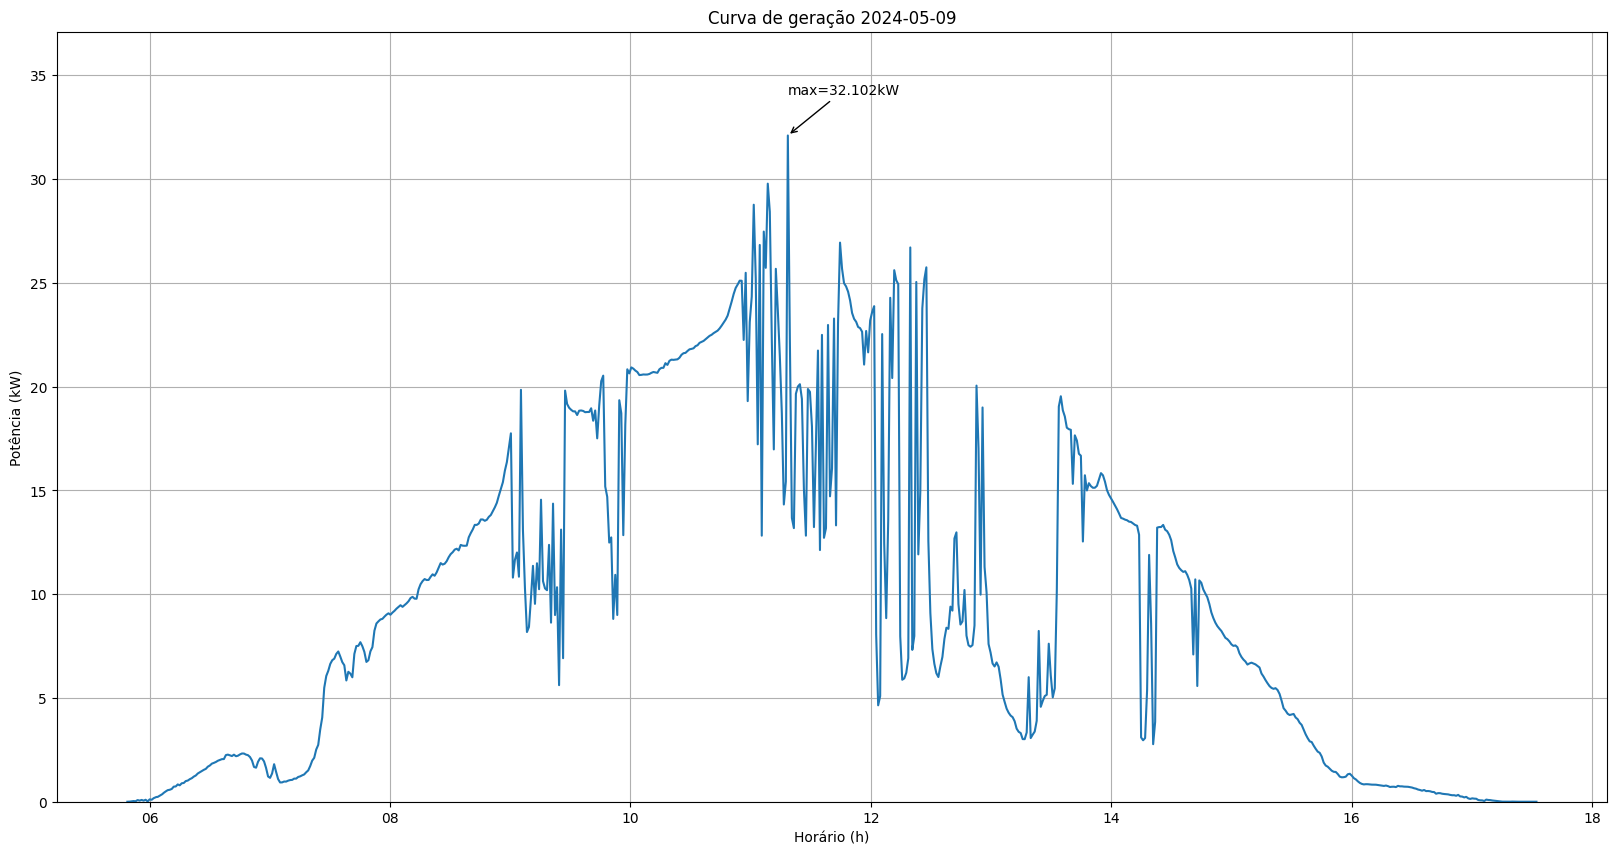 Curva de geração 2024-05-09
max=32.102kW
Potência (kW)
35
30
25
20
15
10
5
0
06 08 10 12 14 16 18
Horário (h)